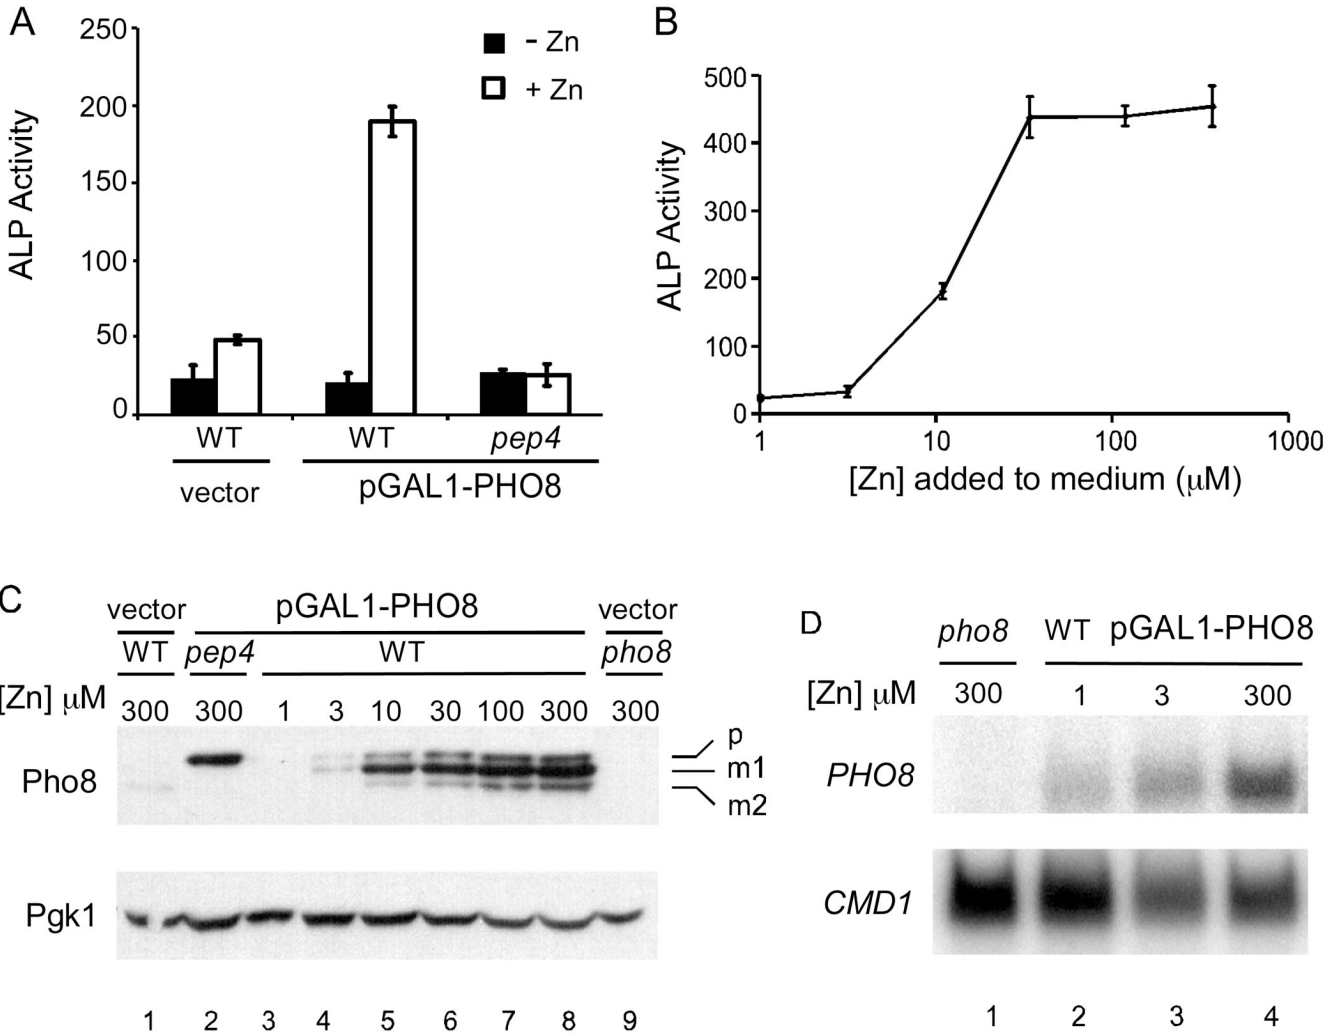 A
250
200
150
100
50
0
ALP Activity
- Zn
+ Zn
WT WT pep4
vector pGAL1-PHO8
B
500
400
300
200
100
0
ALP Activity
1 10 100 1000
[Zn] added to medium (μM)
C
vector pGAL1-PHO8 vector
WT pep4 WT pho8
[Zn] μM 300 300 1 3 10 30 100 300 300
Pho8
p
m1
m2
Pgk1
1 2 3 4 5 6 7 8 9
D
pho8 WT pGAL1-PHO8
[Zn] μM 300 1 3 300
PHO8
CMD1
1 2 3 4